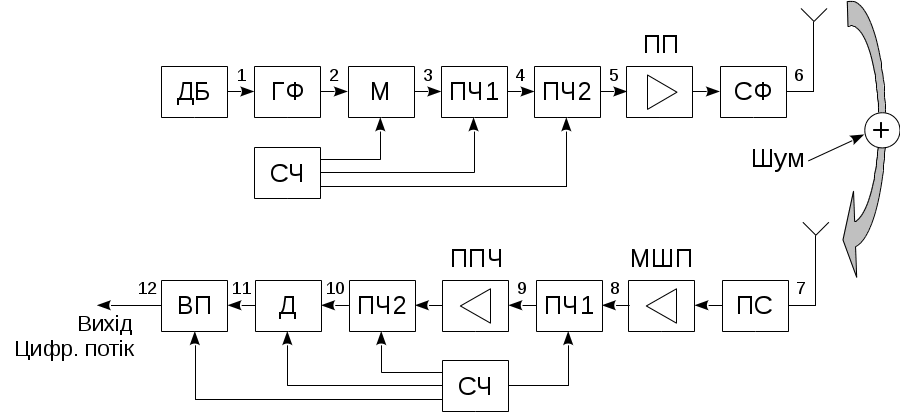 ПП
1 2 3 4 5 6
ДБ ГФ М ПЧ1 ПЧ2 СФ
+
Шум
СЧ
ППЧ МШП
12 11 10 9 8 7
ВП Д ПЧ2 ПЧ1 ПС
Вихід
Цифр. потік
СЧ